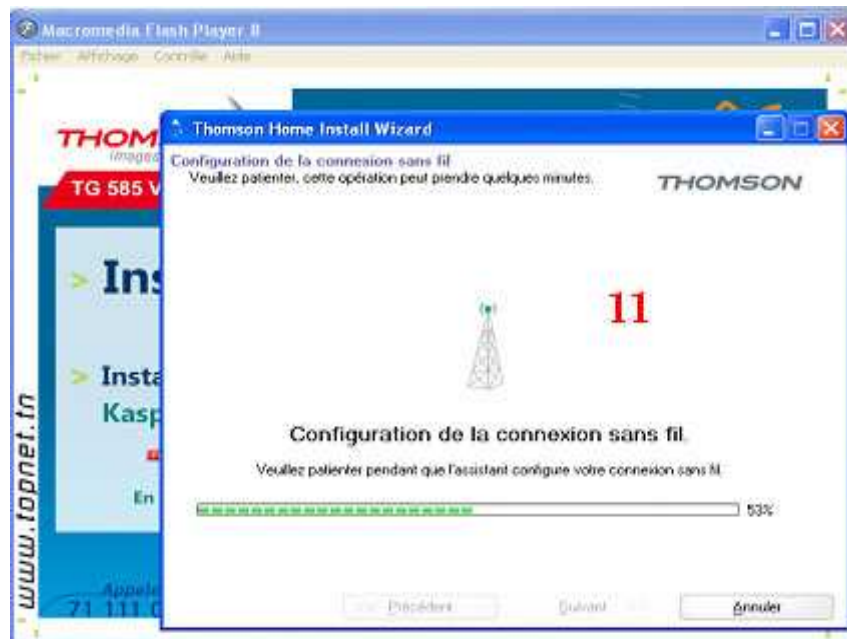 Macromedia Flash Player 8
Fichier Affichage Contrôle Aide
THOM
images
TG 585 V
> Ins
> Insta
Kasp
En
www.topnet.tn
Appele
71 111 0
Thomson Home Install Wizard
Configuration de la connexion sans fil
Veuillez patienter, cette opération peut prendre quelques minutes.
THOMSON
11
Configuration de la connexion sans fil.
Veuillez patienter pendant que l'assistant configure votre connexion sans fil.
53%
Précédent
Suivant
Annuler